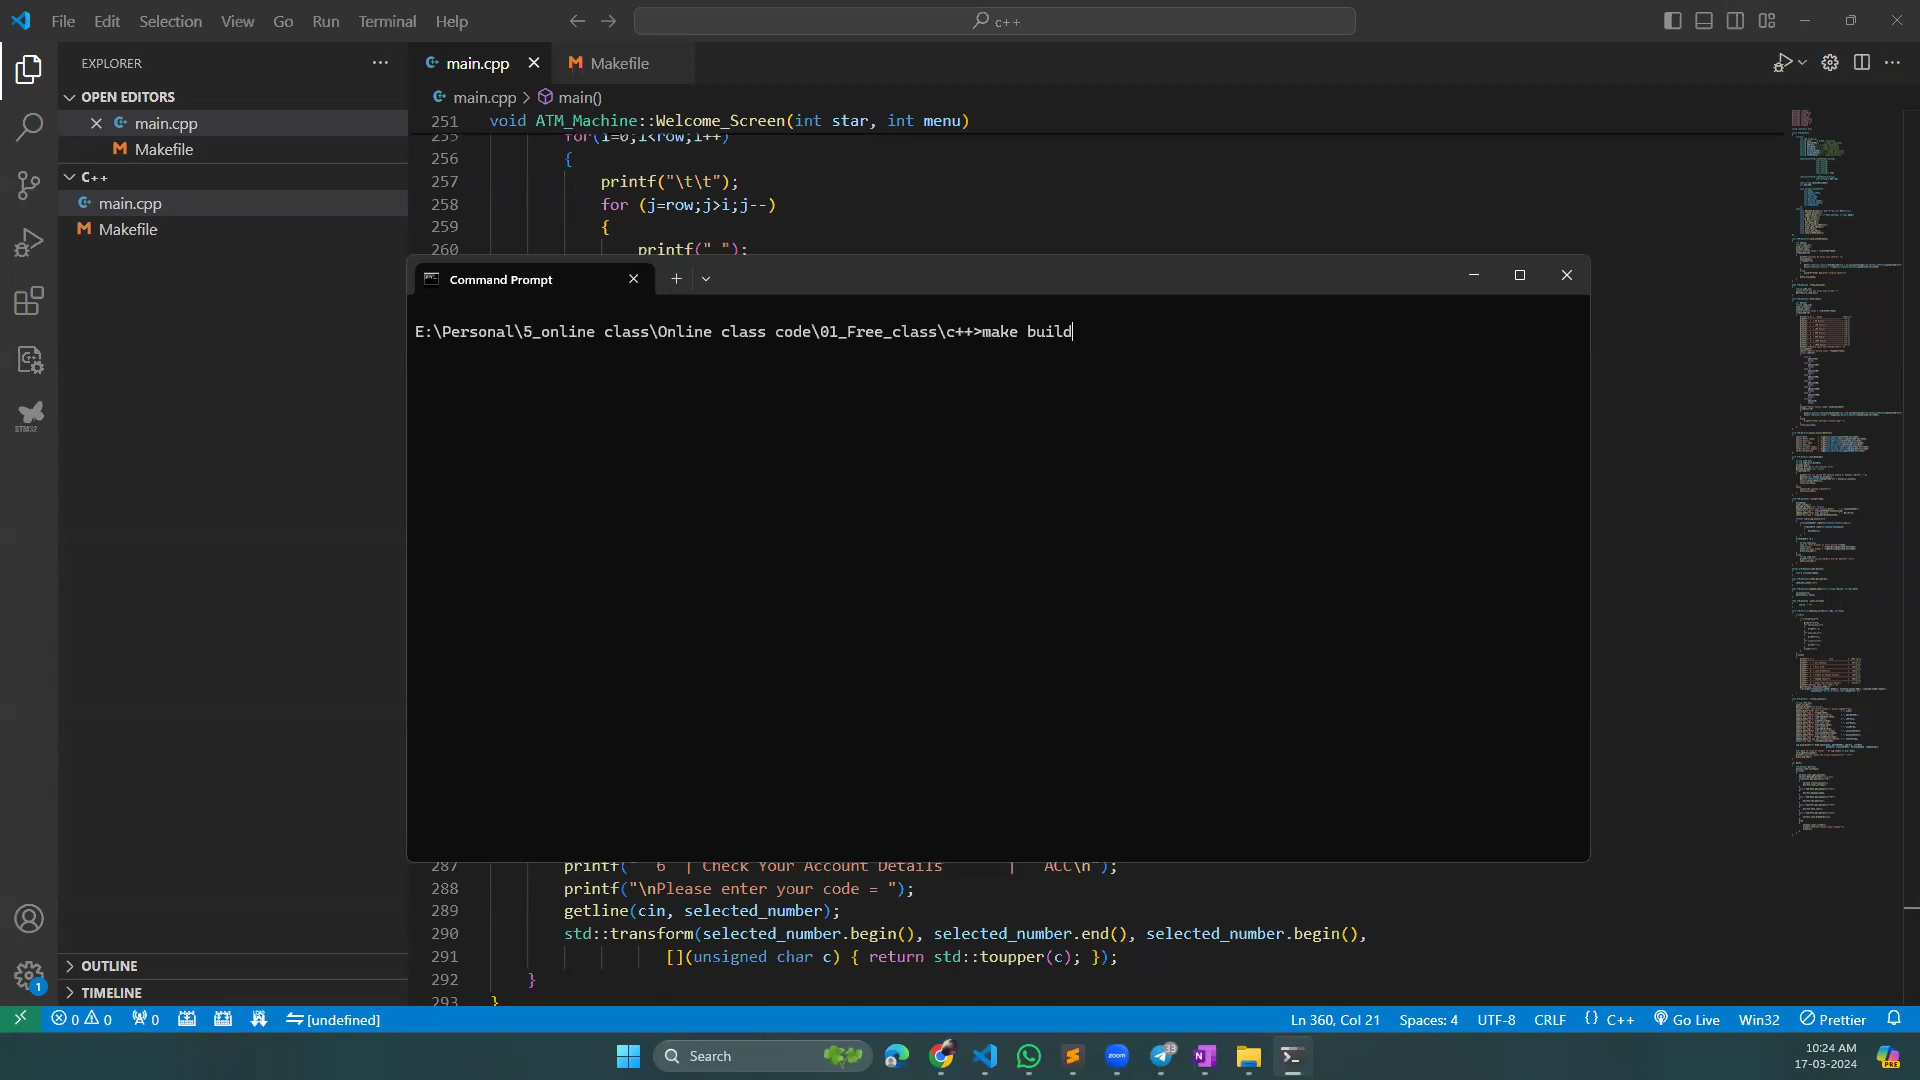 File Edit Selection View Go Run Terminal Help
c++
EXPLORER
OPEN EDITORS
main.cpp
Makefile
C++
main.cpp
Makefile
OUTLINE
TIMELINE
main.cpp
Makefile
main.cpp > main()
251 void ATM_Machine::Welcome_Screen(int star, int menu)
255 for(i=0;i<row;i++)
256 {
257 printf("\t\t");
258 for (j=row;j>i;j--)
259 {
260 printf(" ");
Command Prompt
E:\Personal\5_online class\Online class code\01_Free_class\c++>make build
287 printf("  6  | Check Your Account Details       |   ACC\n");
288 printf("\nPlease enter your code = ");
289 getline(cin, selected_number);
290 std::transform(selected_number.begin(), selected_number.end(), selected_number.begin(),
291 [](unsigned char c) { return std::toupper(c); });
292 }
293 }
STM32
1
0 0 0 [undefined]
Ln 360, Col 21 Spaces: 4 UTF-8 CRLF {} C++ Go Live Win32 Prettier
Search
zoom
33
10:24 AM
17-03-2024
PRE